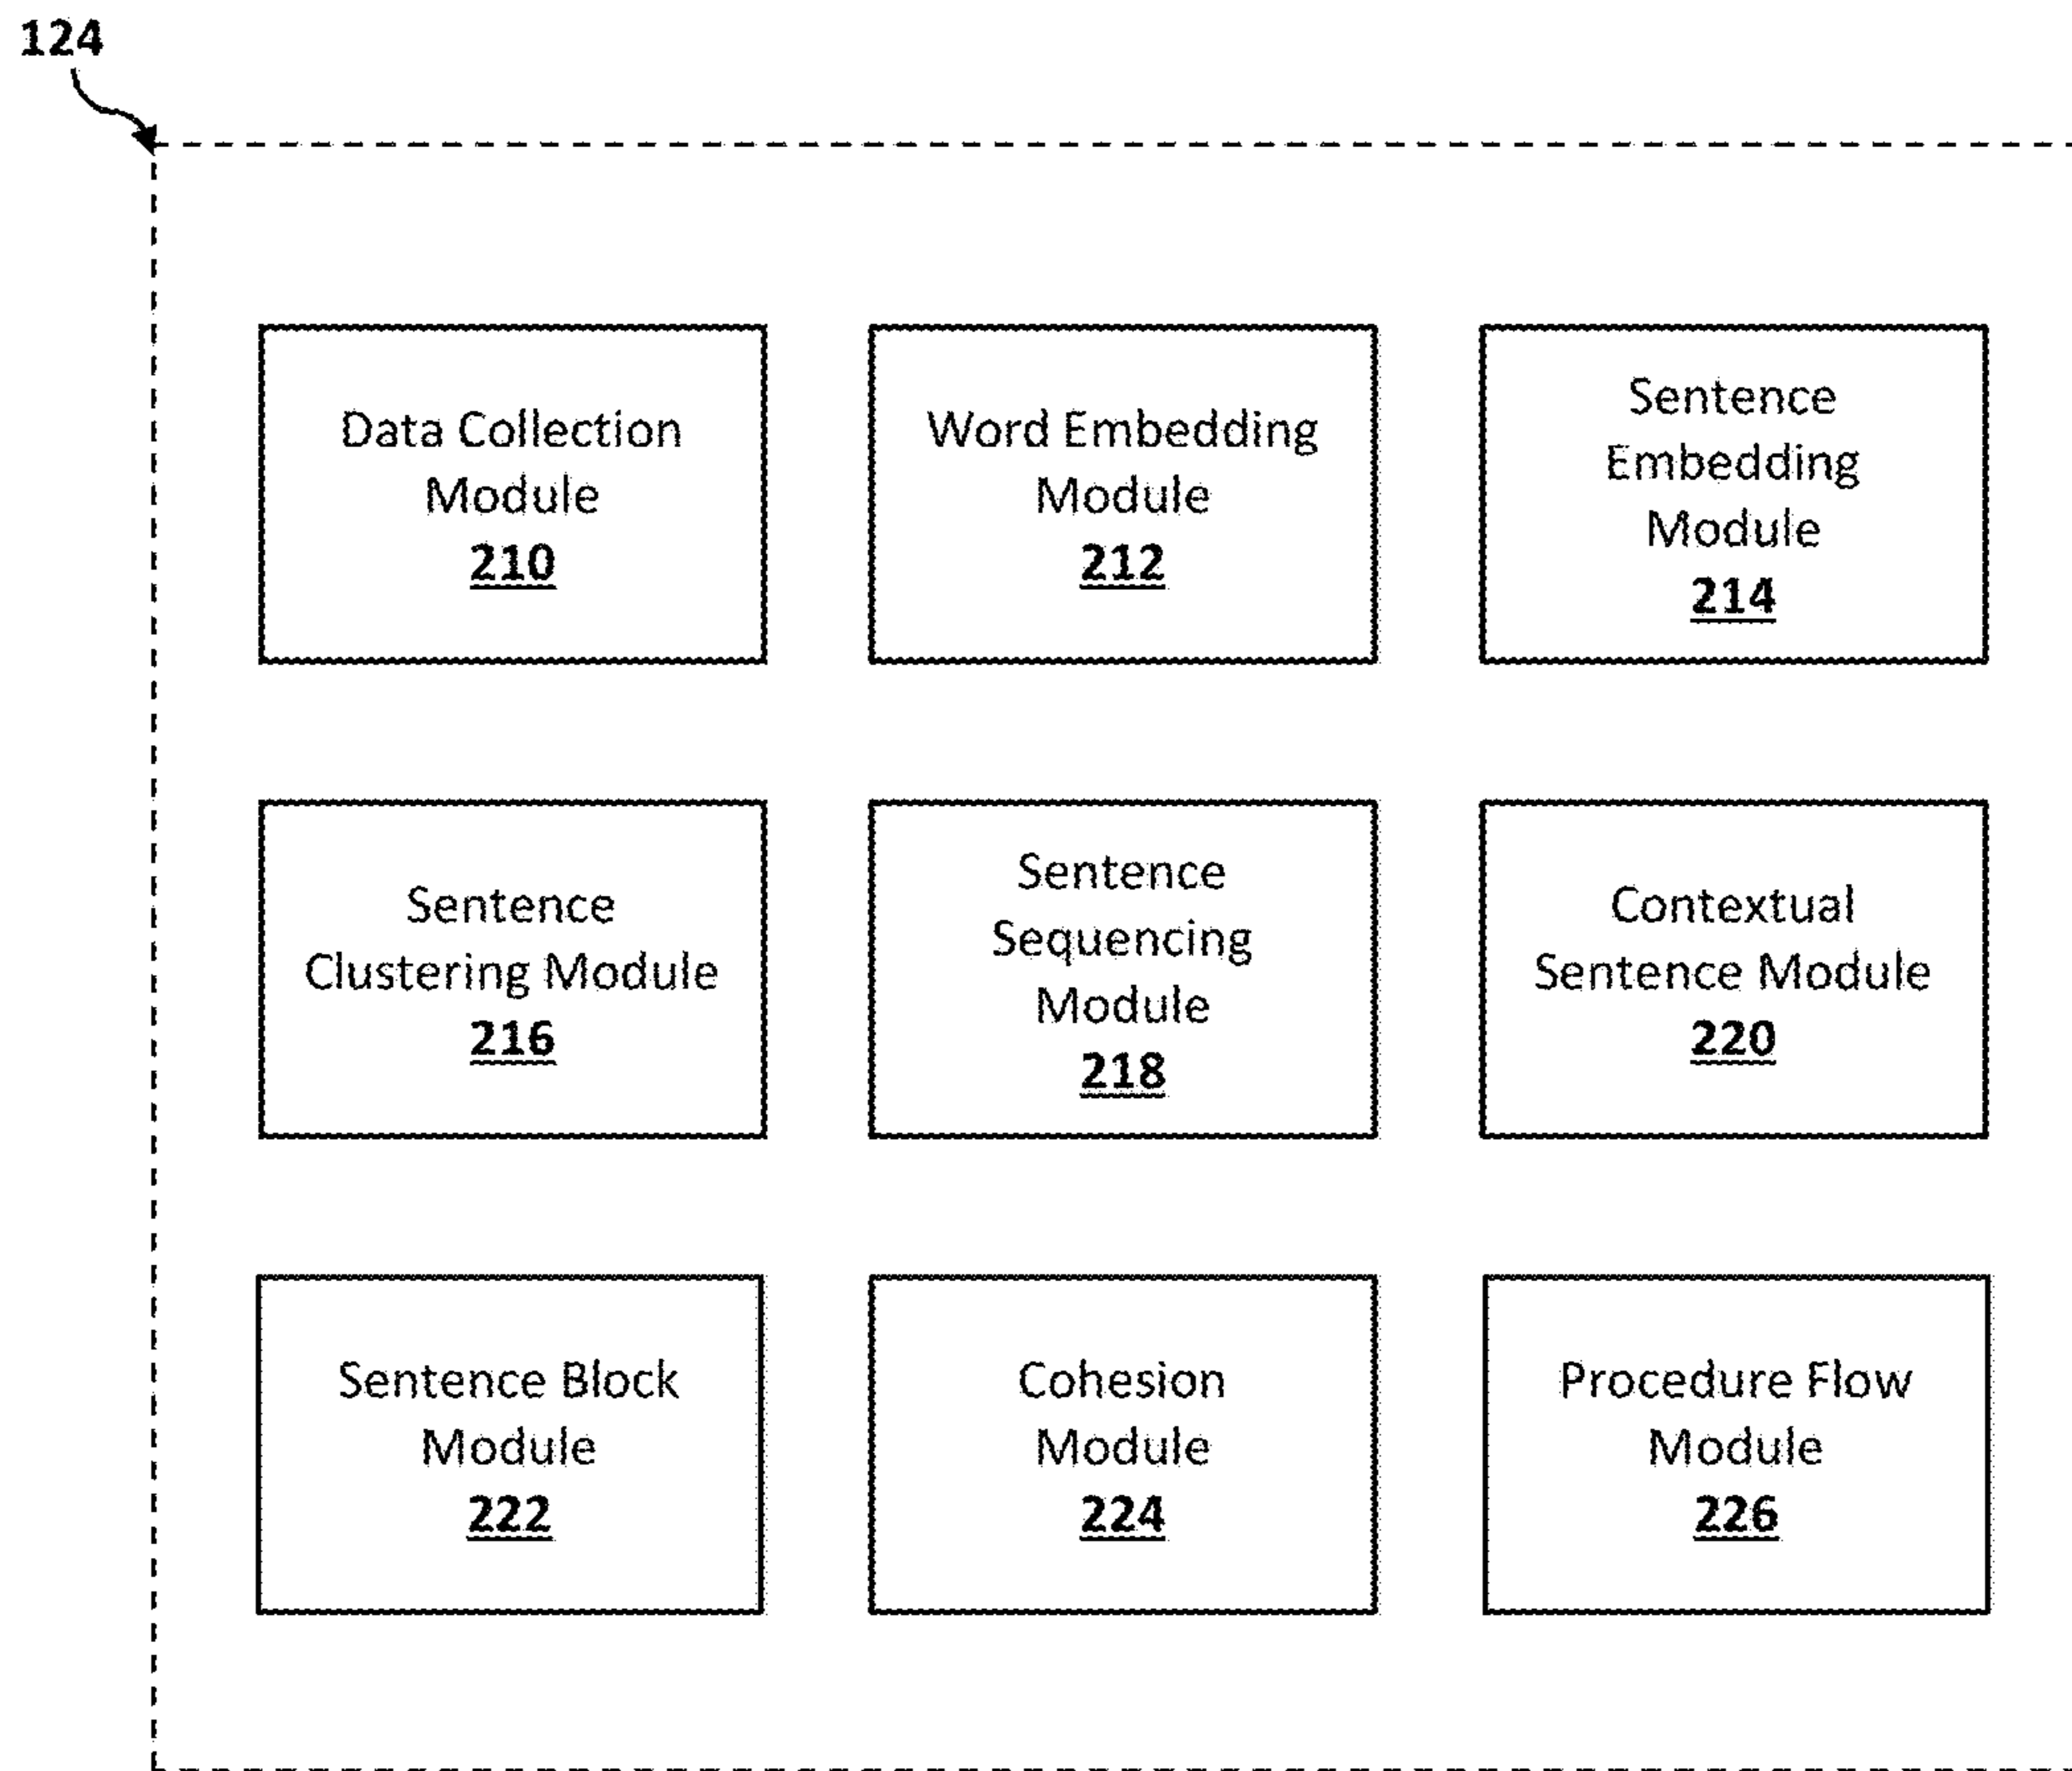 124
Data Collection
Module
210
Word Embedding
Module
212
Sentence
Embedding
Module
214
Sentence
Clustering Module
216
Sentence
Sequencing
Module
218
Contextual
Sentence Module
220
Sentence Block
Module
222
Cohesion
Module
224
Procedure Flow
Module
226